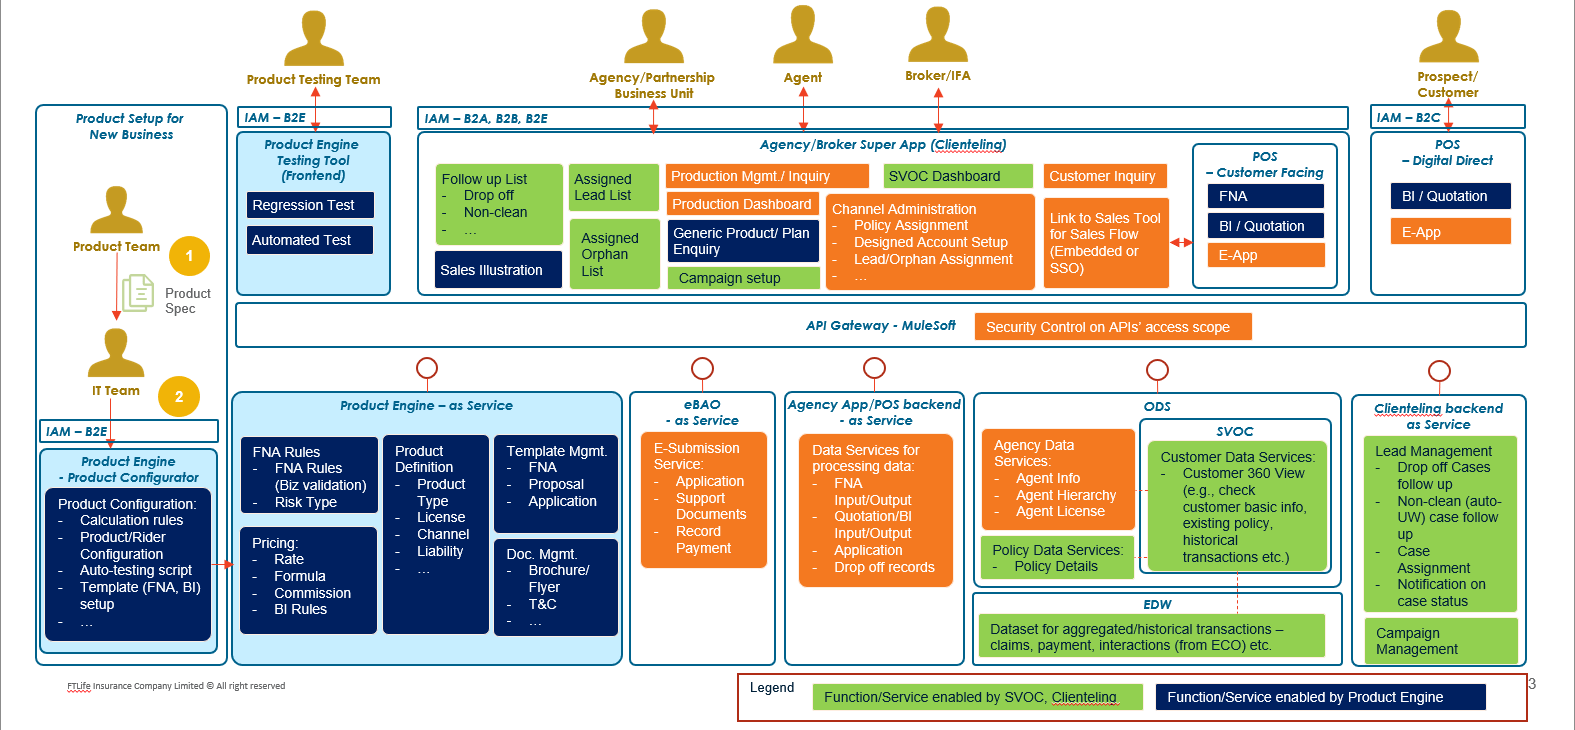 Product Testing Team
Agency/Partnership
Business Unit
Agent
Broker/IFA
Prospect/
Customer
Product Setup for
New Business
Product Team
1
Product
Spec
IT Team
2
IAM – B2E
Product Engine
- Product Configurator
Product Configuration:
- Calculation rules
- Product/Rider
Configuration
- Auto-testing script
- Template (FNA, BI)
setup
- …
IAM – B2E
Product Engine
Testing Tool
(Frontend)
Regression Test
Automated Test
IAM – B2A, B2B, B2E
Agency/Broker Super App (Clienteling)
Follow up List
- Drop off
- Non-clean
- …
Sales Illustration
Assigned
Lead List
Assigned
Orphan
List
Production Mgmt./ Inquiry
Production Dashboard
Generic Product/ Plan
Enquiry
Campaign setup
SVOC Dashboard
Channel Administration
- Policy Assignment
- Designed Account Setup
- Lead/Orphan Assignment
- …
Customer Inquiry
Link to Sales Tool
for Sales Flow
(Embedded or
SSO)
POS
– Customer Facing
FNA
BI / Quotation
E-App
IAM – B2C
POS
– Digital Direct
BI / Quotation
E-App
API Gateway - MuleSoft
Security Control on APIs’ access scope
Product Engine – as Service
FNA Rules
- FNA Rules
(Biz validation)
- Risk Type
Pricing:
- Rate
- Formula
- Commission
- BI Rules
Product
Definition
- Product
Type
- License
- Channel
- Liability
- …
Template Mgmt.
- FNA
- Proposal
- Application
Doc. Mgmt.
- Brochure/
Flyer
- T&C
- …
eBAO
- as Service
E-Submission
Service:
- Application
- Support
Documents
- Record
Payment
Agency App/POS backend
- as Service
Data Services for
processing data:
- FNA
Input/Output
- Quotation/BI
Input/Output
- Application
- Drop off records
ODS
Agency Data
Services:
- Agent Info
- Agent Hierarchy
- Agent License
Policy Data Services:
- Policy Details
SVOC
Customer Data Services:
- Customer 360 View
(e.g., check
customer basic info,
existing policy,
historical
transactions etc.)
EDW
Dataset for aggregated/historical transactions –
claims, payment, interactions (from ECO) etc.
Clienteling backend
as Service
Lead Management
- Drop off Cases
follow up
- Non-clean (auto-
UW) case follow
up
- Case
Assignment
- Notification on
case status
Campaign
Management
FTLife Insurance Company Limited © All right reserved
Legend
Function/Service enabled by SVOC, Clienteling
Function/Service enabled by Product Engine
3